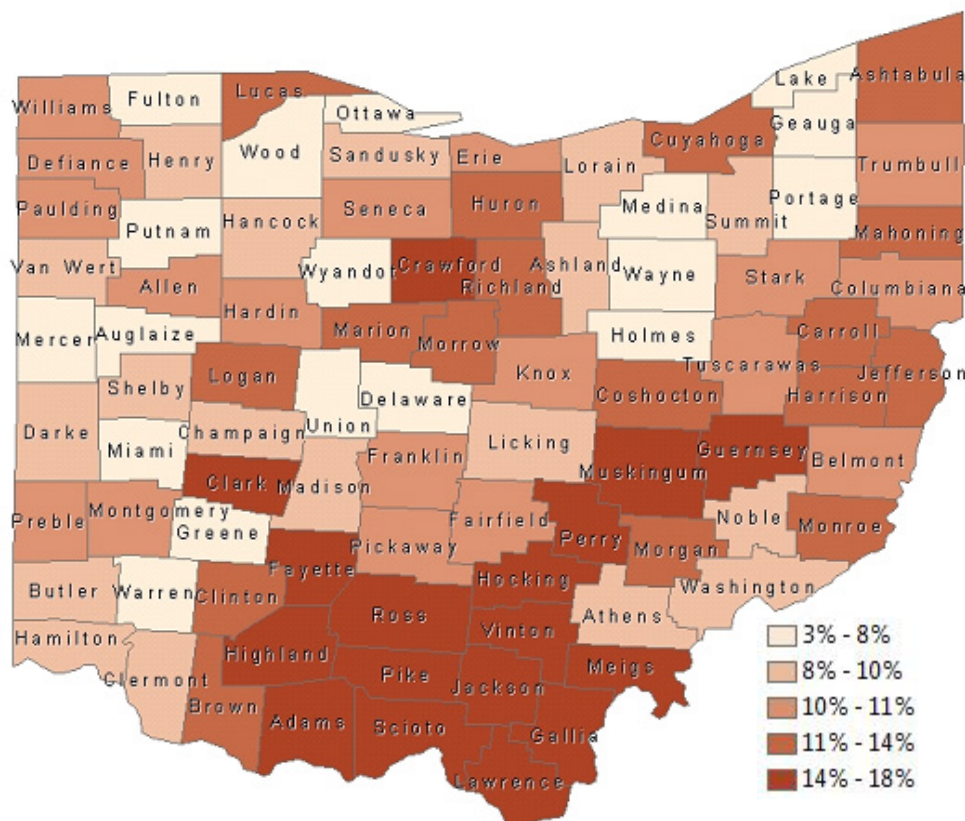 Williams
Fulton
Lucas
Ottawa
Lake
Ashtabula
Geauga
Defiance
Henry
Wood
Sandusky
Erie
Lorain
Cuyahoga
Trumbull
Paulding
Putnam
Hancock
Seneca
Huron
Medina
Summit
Portage
Mahoning
Van Wert
Allen
Wyandot
Crawford
Richland
Ashland
Wayne
Stark
Columbiana
Mercer
Auglaize
Hardin
Marion
Morrow
Holmes
Carroll
Shelby
Logan
Knox
Tuscarawas
Jefferson
Darke
Miami
Champaign
Union
Delaware
Licking
Coshocton
Harrison
Clark
Madison
Franklin
Muskingum
Guernsey
Belmont
Preble
Montgomery
Greene
Fairfield
Pickaway
Perry
Morgan
Noble
Monroe
Butler
Warren
Clinton
Fayette
Hocking
Washington
Hamilton
Ross
Vinton
Athens
Clermont
Highland
Pike
Jackson
Meigs
Brown
Adams
Scioto
Gallia
Lawrence
3% - 8%
8% - 10%
10% - 11%
11% - 14%
14% - 18%